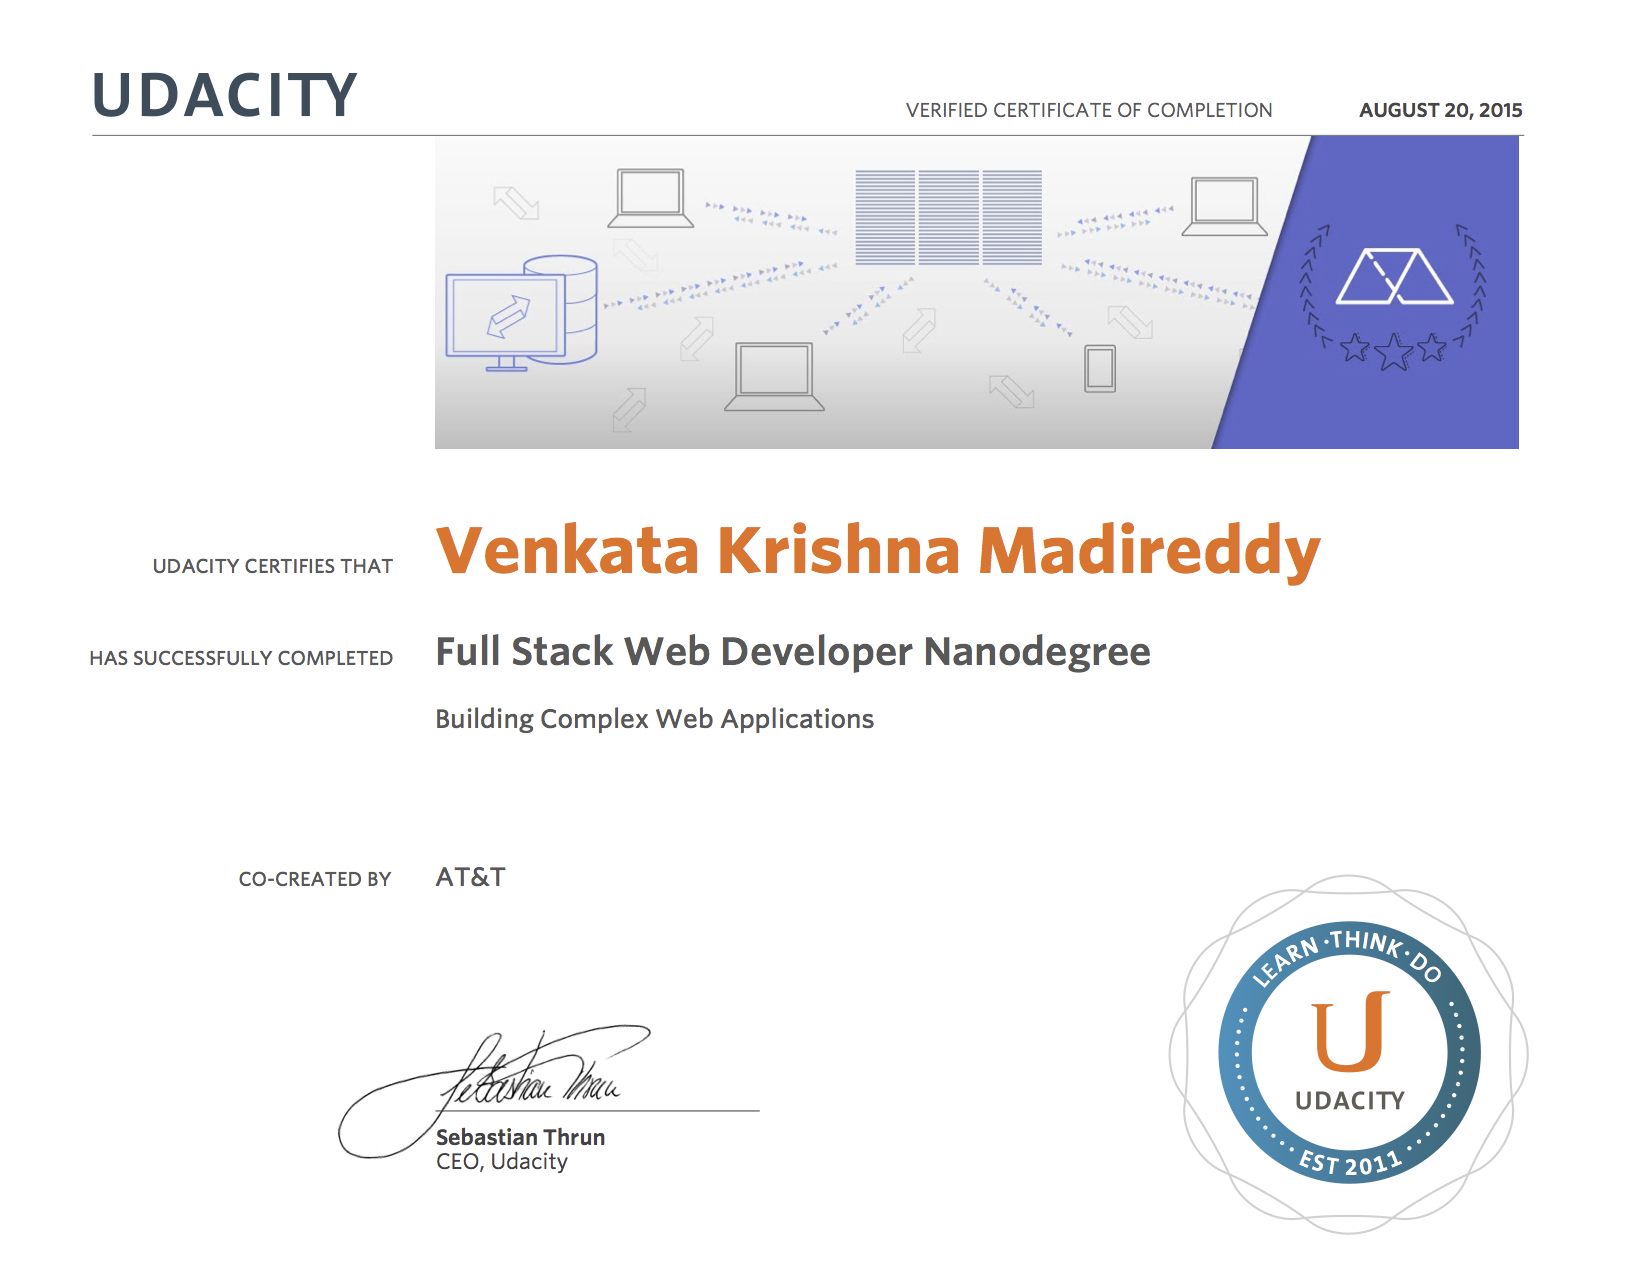 UDACITY
VERIFIED CERTIFICATE OF COMPLETION AUGUST 20, 2015
UDACITY CERTIFIES THAT Venkata Krishna Madireddy
HAS SUCCESSFULLY COMPLETED Full Stack Web Developer Nanodegree
Building Complex Web Applications
CO-CREATED BY AT&T
LEARN · THINK · DO
U
UDACITY
EST 2011
Sebastian Thrun
Sebastian Thrun
CEO, Udacity